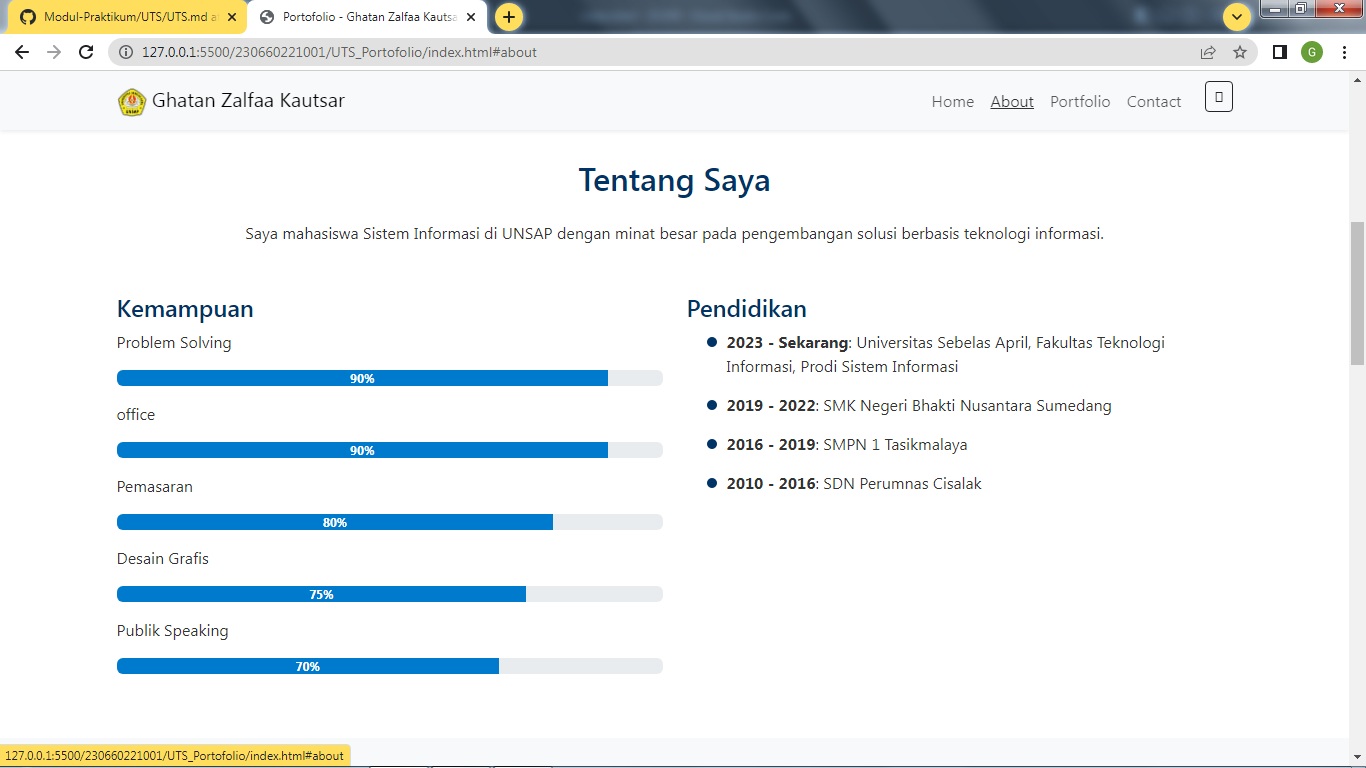 Modul-Praktikum/UTS/UTS.md a
Portofolio - Ghatan Zalfaa Kautsa
127.0.0.1:5500/230660221001/UTS_Portofolio/index.html#about
G
Ghatan Zalfaa Kautsar
Home About Portfolio Contact
Tentang Saya
Saya mahasiswa Sistem Informasi di UNSAP dengan minat besar pada pengembangan solusi berbasis teknologi informasi.
Kemampuan
Problem Solving
90%
office
90%
Pemasaran
80%
Desain Grafis
75%
Publik Speaking
70%
Pendidikan
2023 - Sekarang: Universitas Sebelas April, Fakultas Teknologi
Informasi, Prodi Sistem Informasi
2019 - 2022: SMK Negeri Bhakti Nusantara Sumedang
2016 - 2019: SMPN 1 Tasikmalaya
2010 - 2016: SDN Perumnas Cisalak
127.0.0.1:5500/230660221001/UTS_Portofolio/index.html#about